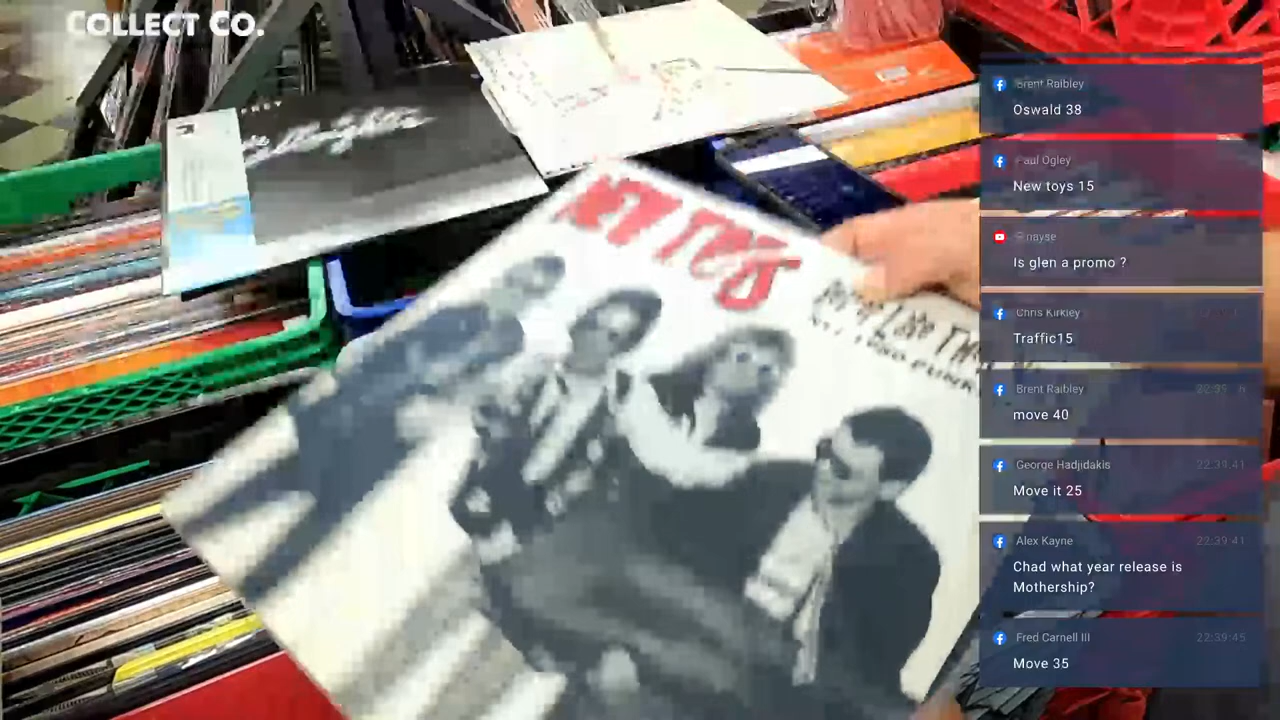 COLLECT CO.
NEW TOYS
Brent Raibley
Oswald 38
Paul Ogley
New toys 15
Is glen a promo ?
Chris Kirkley
Traffic15
Brent Raibley
move 40
George Hadjidakis
22:39:41
Move it 25
Alex Kayne
22:39:41
Chad what year release is
Mothership?
Fred Carnell III
22:39:45
Move 35